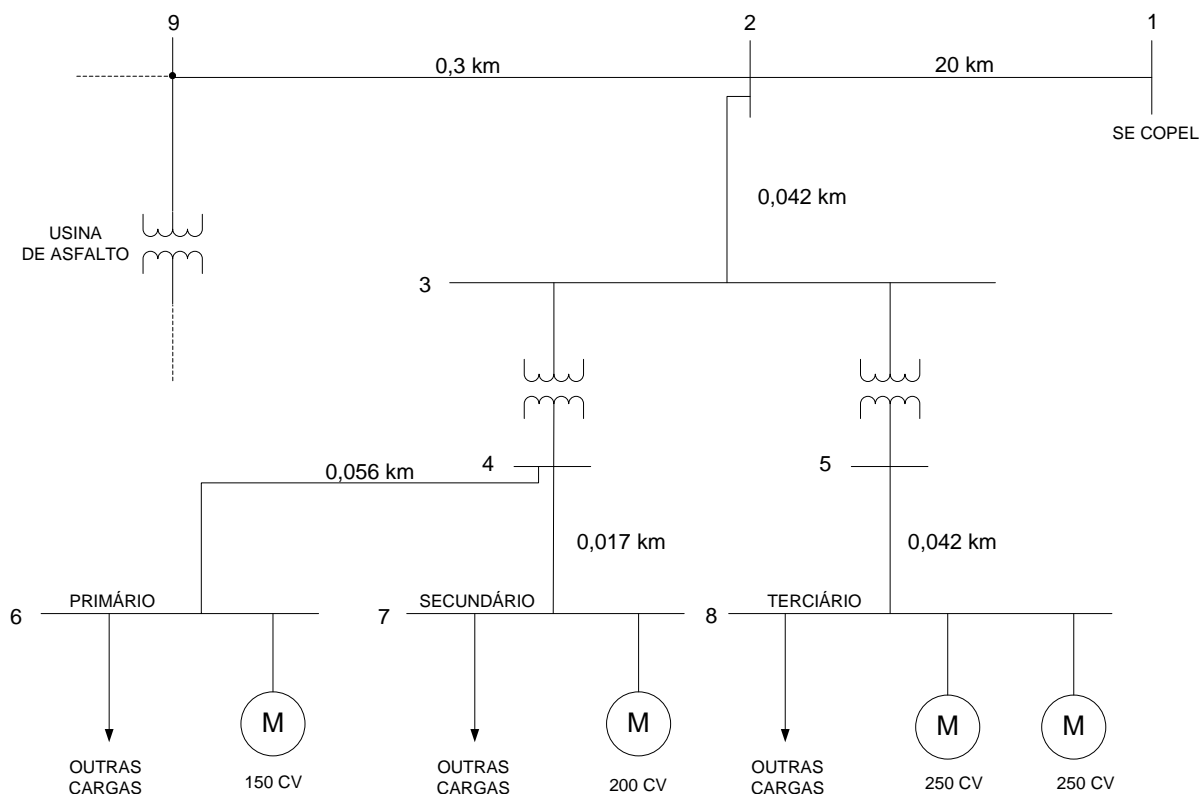 9
2
1
0,3 km
20 km
SE COPEL
0,042 km
USINA
DE ASFALTO
3
4
5
0,056 km
0,017 km
0,042 km
6
PRIMÁRIO
7
SECUNDÁRIO
8
TERCIÁRIO
M
M
M
M
OUTRAS
CARGAS
150 CV
OUTRAS
CARGAS
200 CV
OUTRAS
CARGAS
250 CV
250 CV